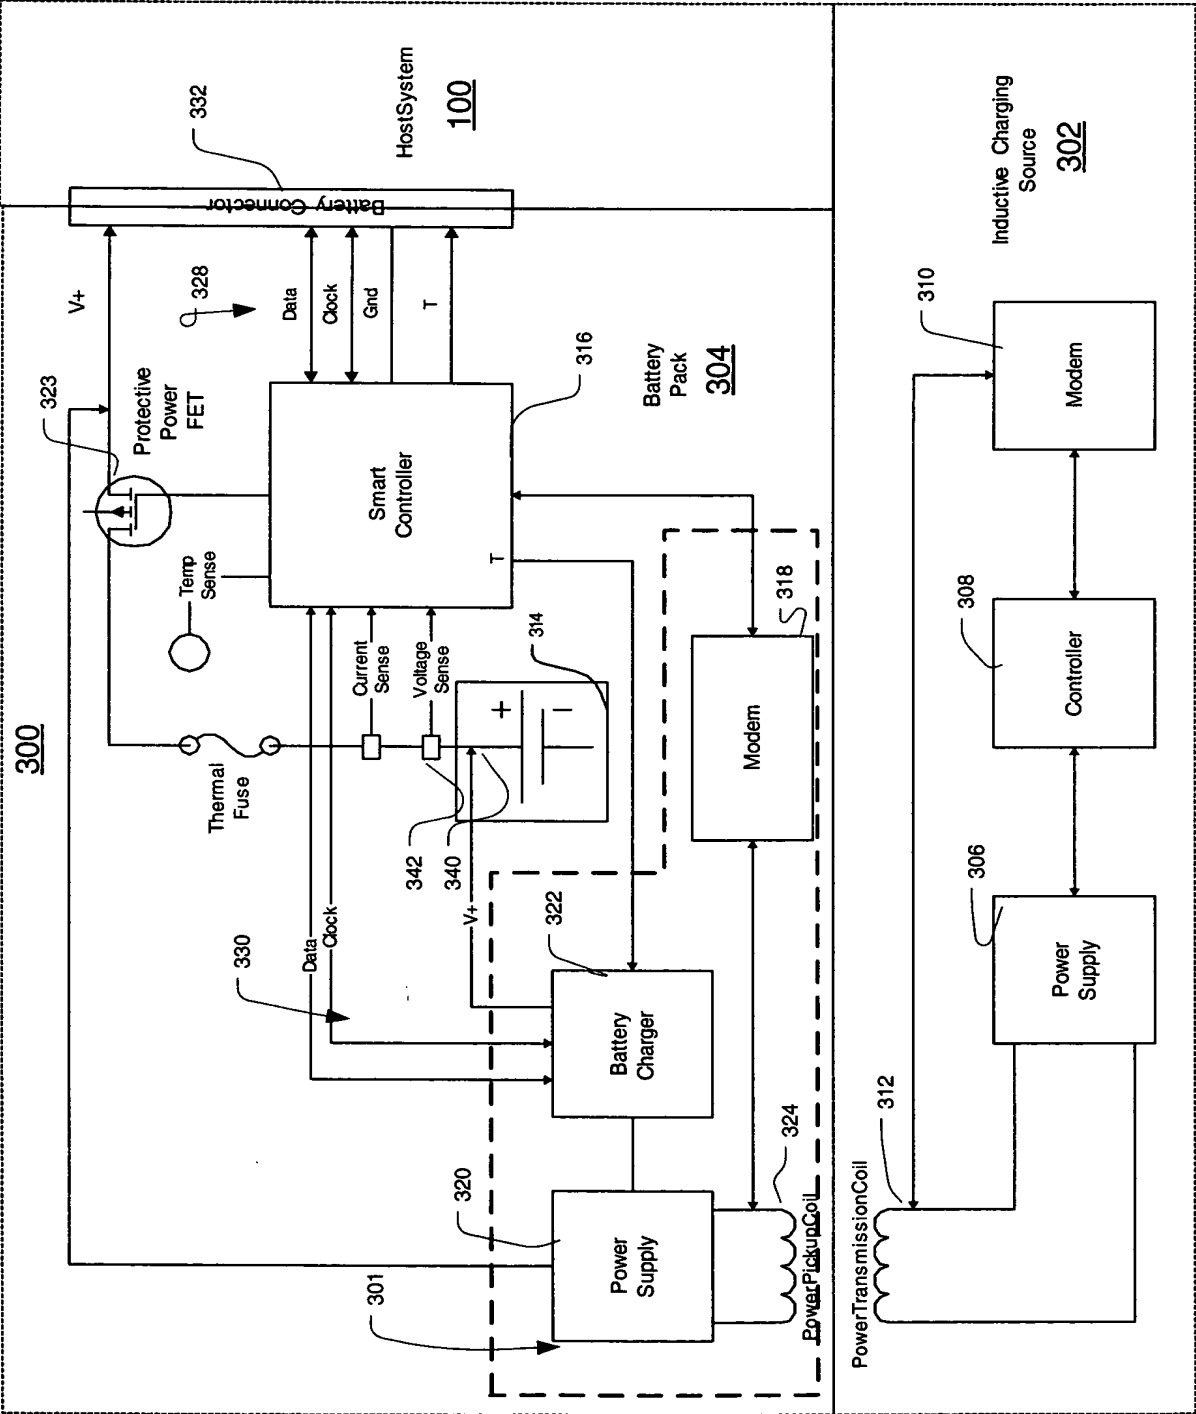 300
V+
323
Protective
Power
FET
328
332
HostSystem
100
Battery Connector
Data
Clock
Gnd
T
Temp
Sense
Thermal
Fuse
Smart
Controller
T
316
Battery
Pack
304
Current
Sense
Voltage
Sense
+
314
342
340
V+
Data
Clock
330
322
Battery
Charger
Modem
318
320
Power
Supply
301
324
PowerPickupCoil
PowerTransmissionCoil
312
306
Power
Supply
308
Controller
310
Modem
Inductive Charging
Source
302